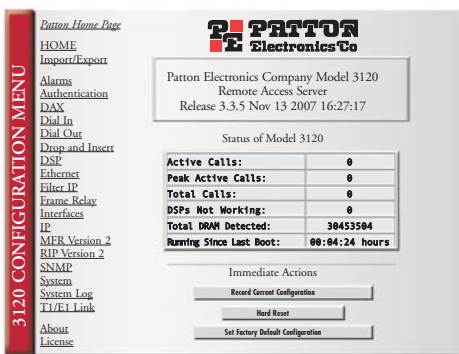 3120 CONFIGURATION MENU
Patton Home Page
HOME
Import/Export
Alarms
Authentication
DAX
Dial In
Dial Out
Drop and Insert
DSP
Ethernet
Filter IP
Frame Relay
Interfaces
IP
MFR Version 2
RIP Version 2
SNMP
System
System Log
T1/E1 Link
About
License
PATTON
Electronics Co
Patton Electronics Company Model 3120
Remote Access Server
Release 3.3.5 Nov 13 2007 16:27:17
Status of Model 3120
Active Calls: 0
Peak Active Calls: 0
Total Calls: 0
DSPs Not Working: 0
Total DRAM Detected: 30453504
Running Since Last Boot: 00:04:24 hours
Immediate Actions
Record Current Configuration
Hard Reset
Set Factory Default Configuration